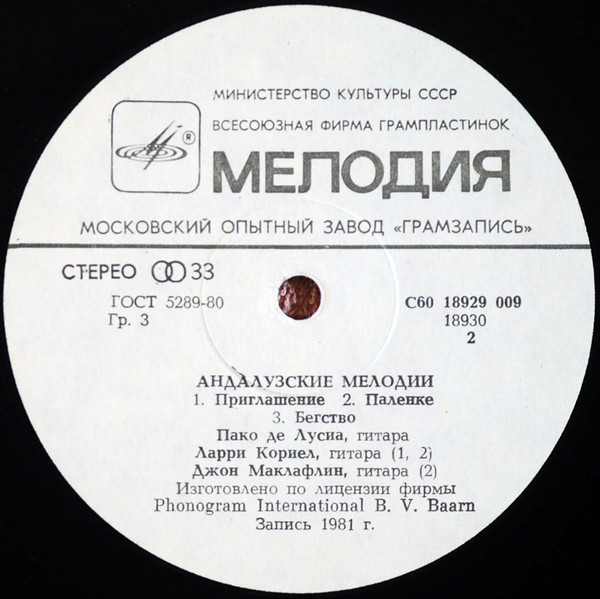 МИНИСТЕРСТВО КУЛЬТУРЫ СССР
ВСЕСОЮЗНАЯ ФИРМА ГРАМПЛАСТИНОК
®
МЕЛОДИЯ
МОСКОВСКИЙ ОПЫТНЫЙ ЗАВОД «ГРАМЗАПИСЬ»
СТЕРЕО 33
ГОСТ 5289-80
Гр. 3
С60 18929 009
18930
2
АНДАЛУЗСКИЕ МЕЛОДИИ
1. Приглашение 2. Паленке
3. Бегство
Пако де Лусиа, гитара
Ларри Кориел, гитара (1, 2)
Джон Маклафлин, гитара (2)
Изготовлено по лицензии фирмы
Phonogram International B. V. Baarn
Запись 1981 г.